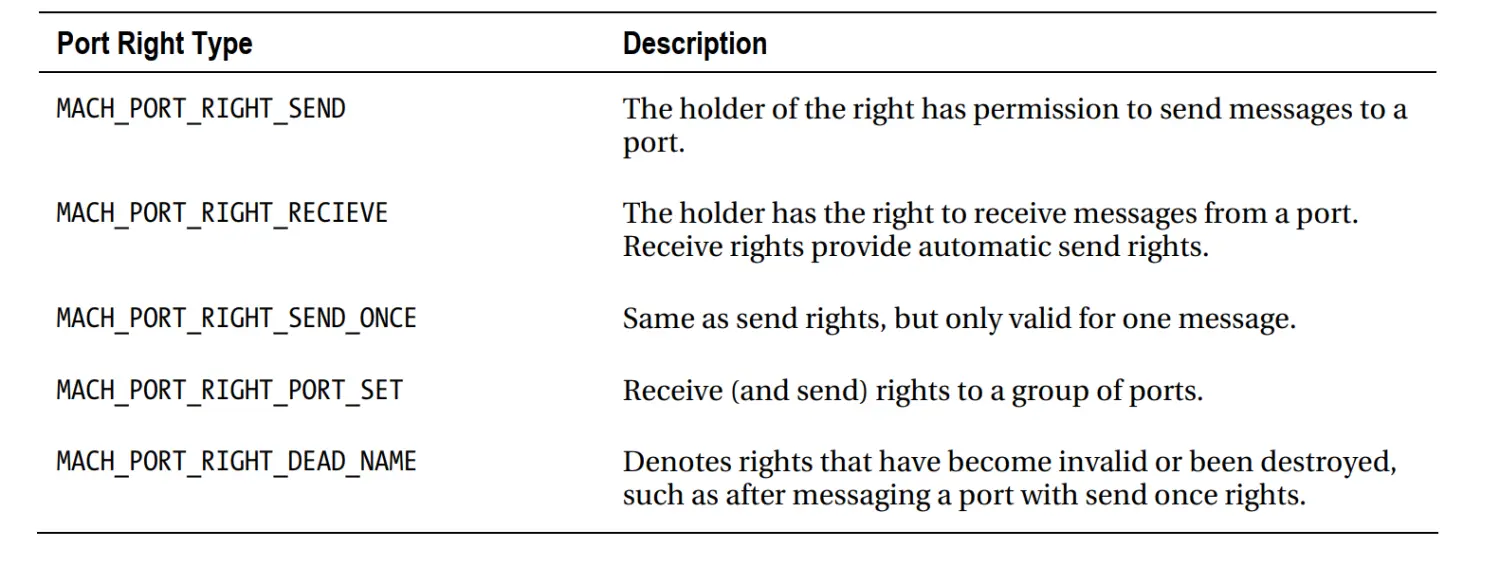 Port Right Type Description
MACH_PORT_RIGHT_SEND The holder of the right has permission to send messages to a
port.
MACH_PORT_RIGHT_RECIEVE The holder has the right to receive messages from a port.
Receive rights provide automatic send rights.
MACH_PORT_RIGHT_SEND_ONCE Same as send rights, but only valid for one message.
MACH_PORT_RIGHT_PORT_SET Receive (and send) rights to a group of ports.
MACH_PORT_RIGHT_DEAD_NAME Denotes rights that have become invalid or been destroyed,
such as after messaging a port with send once rights.